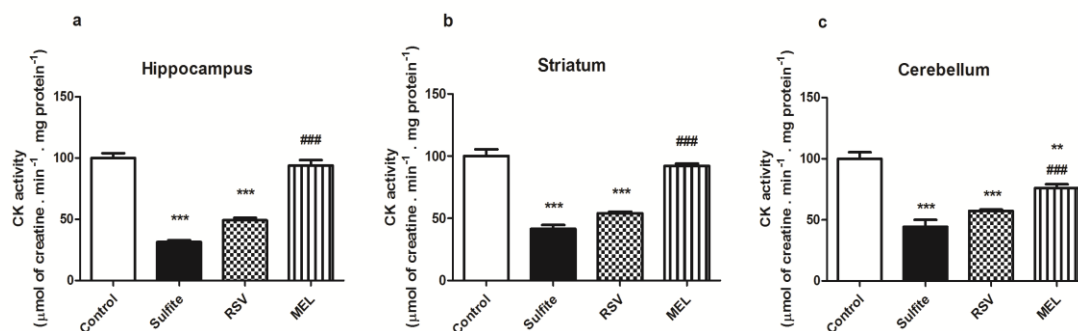 a
Hippocampus
CK activity
(µmol of creatine . min⁻¹ . mg protein⁻¹)
150
100
50
0
***
***
###
Control
Sulfite
RSV
MEL
b
Striatum
CK activity
(µmol of creatine . min⁻¹ . mg protein⁻¹)
150
100
50
0
***
***
###
Control
Sulfite
RSV
MEL
c
Cerebellum
CK activity
(µmol of creatine . min⁻¹ . mg protein⁻¹)
150
100
50
0
***
***
**
###
Control
Sulfite
RSV
MEL